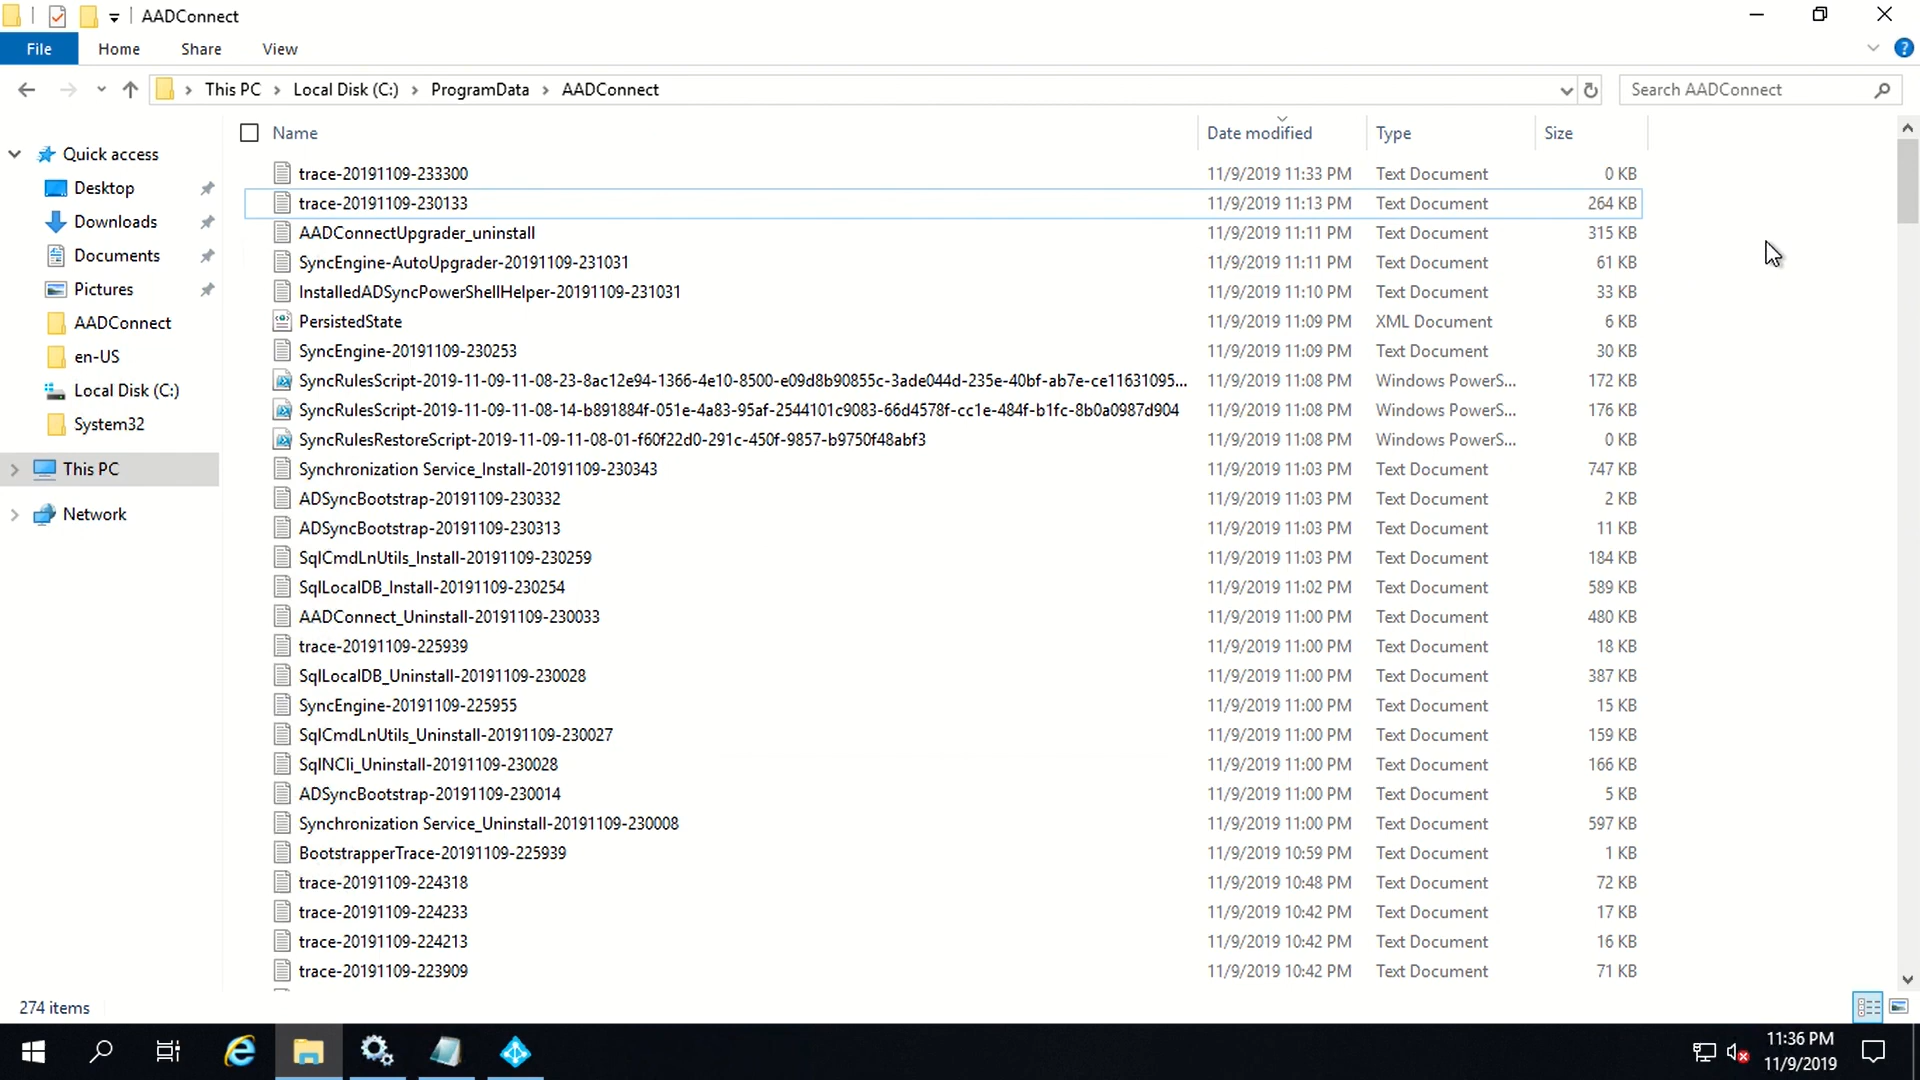 AADConnect
File Home Share View
This PC Local Disk (C:) ProgramData AADConnect Search AADConnect
Name Date modified Type Size
Quick access
Desktop
Downloads
Documents
Pictures
AADConnect
en-US
Local Disk (C:)
System32
This PC
Network
trace-20191109-233300 11/9/2019 11:33 PM Text Document 0 KB
trace-20191109-230133 11/9/2019 11:13 PM Text Document 264 KB
AADConnectUpgrader_uninstall 11/9/2019 11:11 PM Text Document 315 KB
SyncEngine-AutoUpgrader-20191109-231031 11/9/2019 11:11 PM Text Document 61 KB
InstalledADSyncPowerShellHelper-20191109-231031 11/9/2019 11:10 PM Text Document 33 KB
PersistedState 11/9/2019 11:09 PM XML Document 6 KB
SyncEngine-20191109-230253 11/9/2019 11:09 PM Text Document 30 KB
SyncRulesScript-2019-11-09-11-08-23-8ac12e94-1366-4e10-8500-e09d8b90855c-3ade044d-235e-40bf-ab7e-ce11631095... 11/9/2019 11:08 PM Windows PowerS... 172 KB
SyncRulesScript-2019-11-09-11-08-14-b891884f-051e-4a83-95af-2544101c9083-66d4578f-cc1e-484f-b1fc-8b0a0987d904 11/9/2019 11:08 PM Windows PowerS... 176 KB
SyncRulesRestoreScript-2019-11-09-11-08-01-f60f22d0-291c-450f-9857-b9750f48abf3 11/9/2019 11:08 PM Windows PowerS... 0 KB
Synchronization Service_Install-20191109-230343 11/9/2019 11:03 PM Text Document 747 KB
ADSyncBootstrap-20191109-230332 11/9/2019 11:03 PM Text Document 2 KB
ADSyncBootstrap-20191109-230313 11/9/2019 11:03 PM Text Document 11 KB
SqlCmdLnUtils_Install-20191109-230259 11/9/2019 11:03 PM Text Document 184 KB
SqlLocalDB_Install-20191109-230254 11/9/2019 11:02 PM Text Document 589 KB
AADConnect_Uninstall-20191109-230033 11/9/2019 11:00 PM Text Document 480 KB
trace-20191109-225939 11/9/2019 11:00 PM Text Document 18 KB
SqlLocalDB_Uninstall-20191109-230028 11/9/2019 11:00 PM Text Document 387 KB
SyncEngine-20191109-225955 11/9/2019 11:00 PM Text Document 15 KB
SqlCmdLnUtils_Uninstall-20191109-230027 11/9/2019 11:00 PM Text Document 159 KB
SqlNCli_Uninstall-20191109-230028 11/9/2019 11:00 PM Text Document 166 KB
ADSyncBootstrap-20191109-230014 11/9/2019 11:00 PM Text Document 5 KB
Synchronization Service_Uninstall-20191109-230008 11/9/2019 11:00 PM Text Document 597 KB
BootstrapperTrace-20191109-225939 11/9/2019 10:59 PM Text Document 1 KB
trace-20191109-224318 11/9/2019 10:48 PM Text Document 72 KB
trace-20191109-224233 11/9/2019 10:42 PM Text Document 17 KB
trace-20191109-224213 11/9/2019 10:42 PM Text Document 16 KB
trace-20191109-223909 11/9/2019 10:42 PM Text Document 71 KB
274 items
11:36 PM
11/9/2019